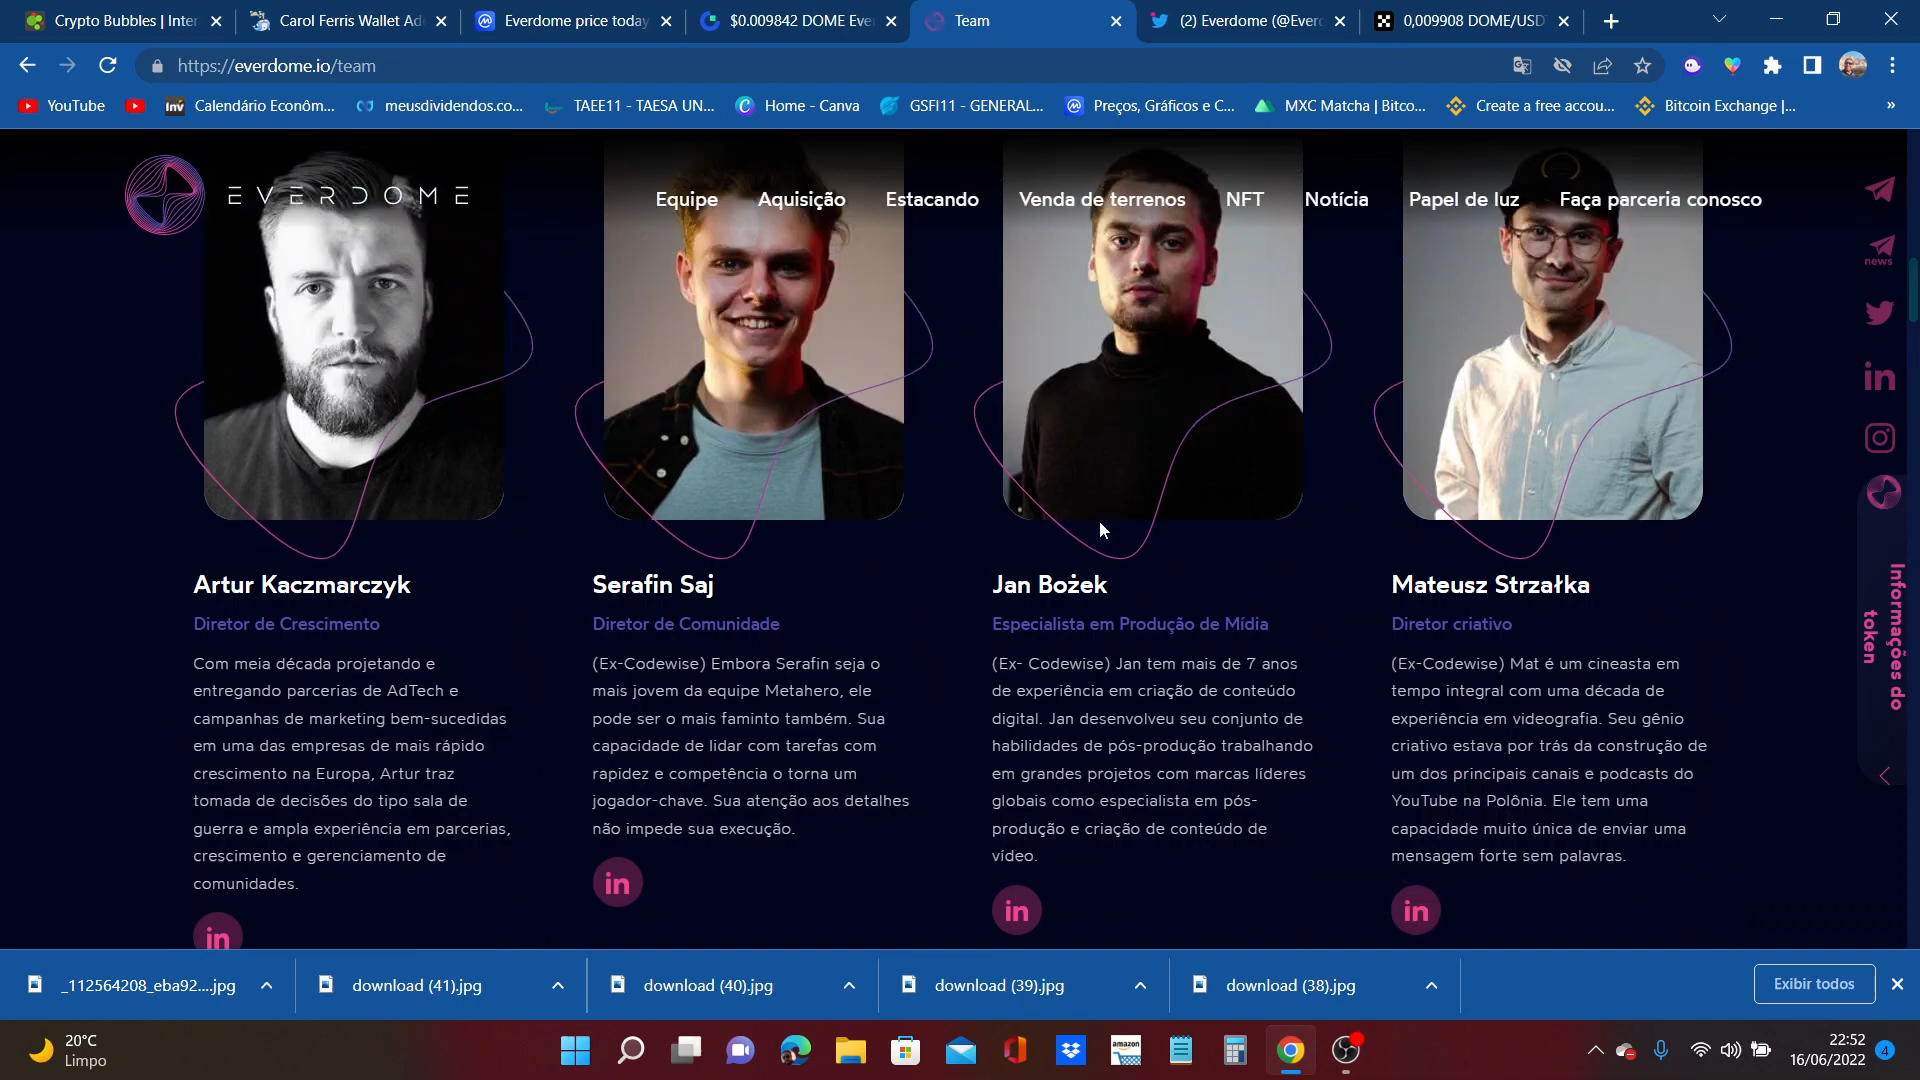 Crypto Bubbles | Inter
Carol Ferris Wallet Ad
Everdome price today
$0.009842 DOME Eve
Team
(2) Everdome (@Everd
0,009908 DOME/USD
https://everdome.io/team
YouTube
Inv Calendário Econôm...
meusdividendos.co...
TAEE11 - TAESA UN...
Home - Canva
GSFI11 - GENERAL...
Preços, Gráficos e C...
MXC Matcha | Bitco...
Create a free accou...
Bitcoin Exchange |...
»
EVERDOME
Equipe
Aquisição
Estacando
Venda de terrenos
NFT
Notícia
Papel de luz
Faça parceria conosco
news
in
Informações do
token
Artur Kaczmarczyk
Diretor de Crescimento
Com meia década projetando e
entregando parcerias de AdTech e
campanhas de marketing bem-sucedidas
em uma das empresas de mais rápido
crescimento na Europa, Artur traz
tomada de decisões do tipo sala de
guerra e ampla experiência em parcerias,
crescimento e gerenciamento de
comunidades.
in
Serafin Saj
Diretor de Comunidade
(Ex-Codewise) Embora Serafin seja o
mais jovem da equipe Metahero, ele
pode ser o mais faminto também. Sua
capacidade de lidar com tarefas com
rapidez e competência o torna um
jogador-chave. Sua atenção aos detalhes
não impede sua execução.
in
Jan Bożek
Especialista em Produção de Mídia
(Ex- Codewise) Jan tem mais de 7 anos
de experiência em criação de conteúdo
digital. Jan desenvolveu seu conjunto de
habilidades de pós-produção trabalhando
em grandes projetos com marcas líderes
globais como especialista em pós-
produção e criação de conteúdo de
vídeo.
in
Mateusz Strzałka
Diretor criativo
(Ex-Codewise) Mat é um cineasta em
tempo integral com uma década de
experiência em videografia. Seu gênio
criativo estava por trás da construção de
um dos principais canais e podcasts do
YouTube na Polônia. Ele tem uma
capacidade muito única de enviar uma
mensagem forte sem palavras.
in
_112564208_eba92....jpg
download (41).jpg
download (40).jpg
download (39).jpg
download (38).jpg
Exibir todos
20°C
Limpo
amazon
22:52
16/06/2022
4